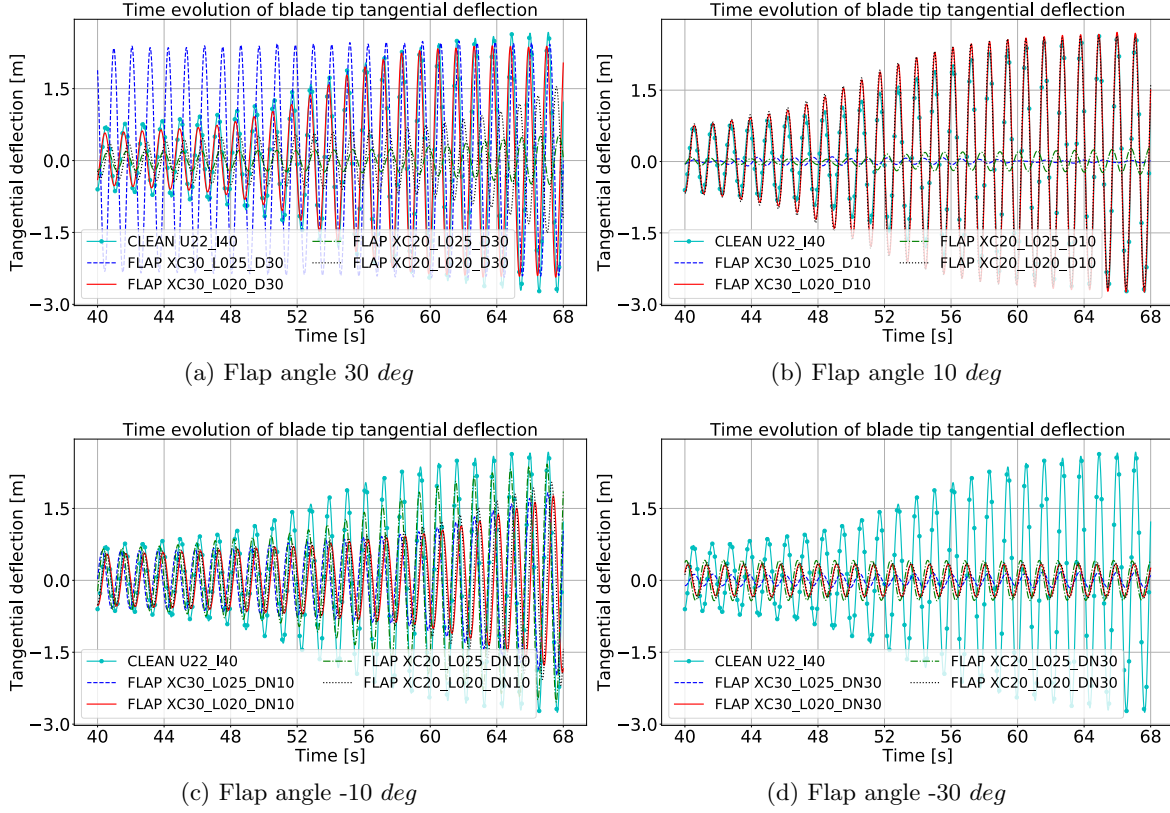 Time evolution of blade tip tangential deflection
Tangential deflection [m]
1.5
0.0
−1.5
−3.0
CLEAN U22_I40
FLAP XC30_L025_D30
FLAP XC30_L020_D30
FLAP XC20_L025_D30
FLAP XC20_L020_D30
40 44 48 52 56 60 64 68
Time [s]
(a) Flap angle 30 deg
Time evolution of blade tip tangential deflection
Tangential deflection [m]
1.5
0.0
−1.5
−3.0
CLEAN U22_I40
FLAP XC30_L025_D10
FLAP XC30_L020_D10
FLAP XC20_L025_D10
FLAP XC20_L020_D10
40 44 48 52 56 60 64 68
Time [s]
(b) Flap angle 10 deg
Time evolution of blade tip tangential deflection
Tangential deflection [m]
1.5
0.0
−1.5
−3.0
CLEAN U22_I40
FLAP XC30_L025_DN10
FLAP XC30_L020_DN10
FLAP XC20_L025_DN10
FLAP XC20_L020_DN10
40 44 48 52 56 60 64 68
Time [s]
(c) Flap angle -10 deg
Time evolution of blade tip tangential deflection
Tangential deflection [m]
1.5
0.0
−1.5
−3.0
CLEAN U22_I40
FLAP XC30_L025_DN30
FLAP XC30_L020_DN30
FLAP XC20_L025_DN30
FLAP XC20_L020_DN30
40 44 48 52 56 60 64 68
Time [s]
(d) Flap angle -30 deg